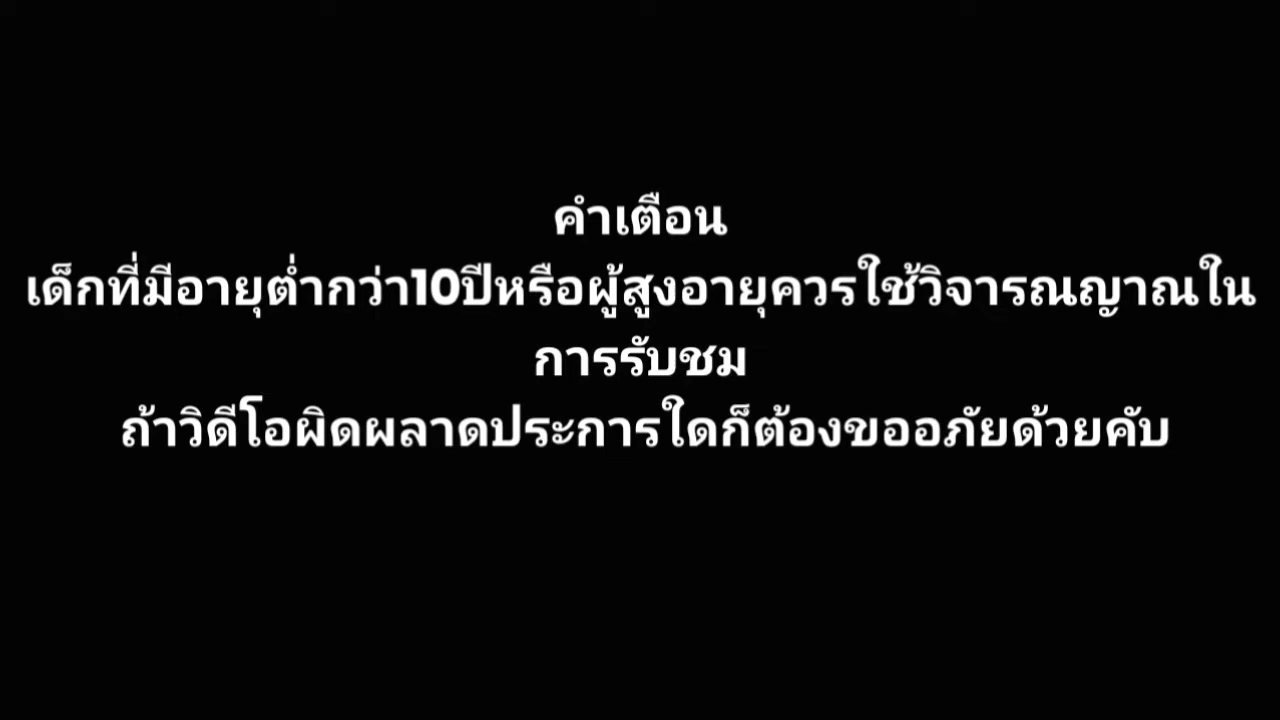 คำเตือน
เด็กที่มีอายุต่ำกว่า10ปีหรือผู้สูงอายุควรใช้วิจารณญาณใน
การรับชม
ถ้าวิดีโอผิดผลาดประการใดก็ต้องขออภัยด้วยคับ